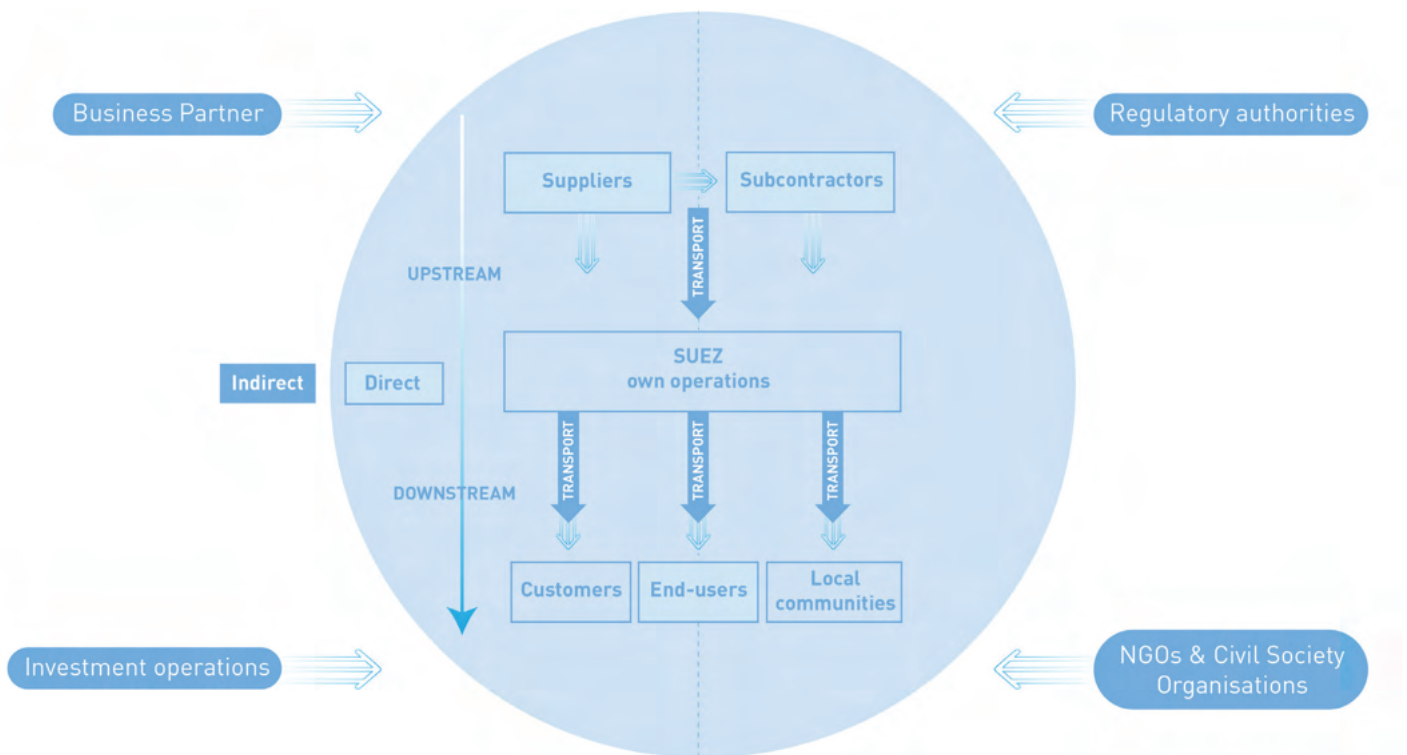 Business Partner
Regulatory authorities
Suppliers
Subcontractors
TRANSPORT
UPSTREAM
SUEZ
own operations
Indirect
Direct
TRANSPORT
TRANSPORT
TRANSPORT
DOWNSTREAM
Customers
End-users
Local
communities
Investment operations
NGOs & Civil Society
Organisations